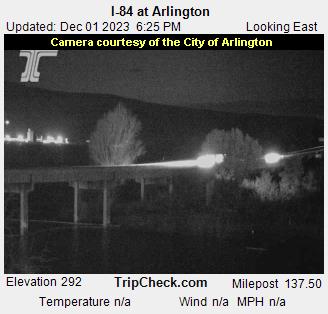 I-84 at Arlington
Updated: Dec 01 2023 6:25 PM Looking East
Camera courtesy of the City of Arlington
Elevation 292 TripCheck.com Milepost 137.50
Temperature n/a Wind n/a MPH n/a